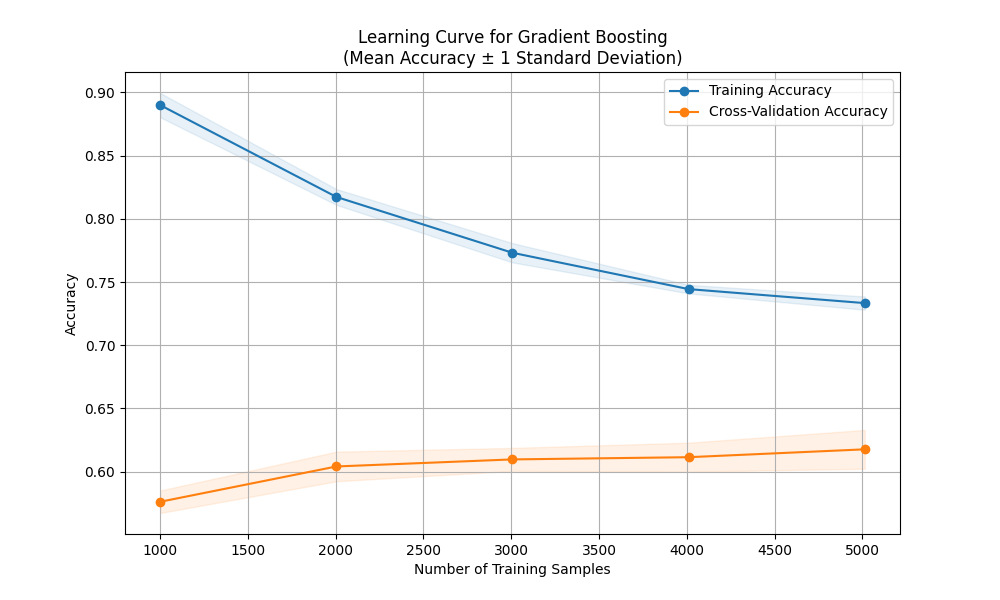 Learning Curve for Gradient Boosting
(Mean Accuracy ± 1 Standard Deviation)
Training Accuracy
Cross-Validation Accuracy
Accuracy
0.90
0.85
0.80
0.75
0.70
0.65
0.60
1000 1500 2000 2500 3000 3500 4000 4500 5000
Number of Training Samples